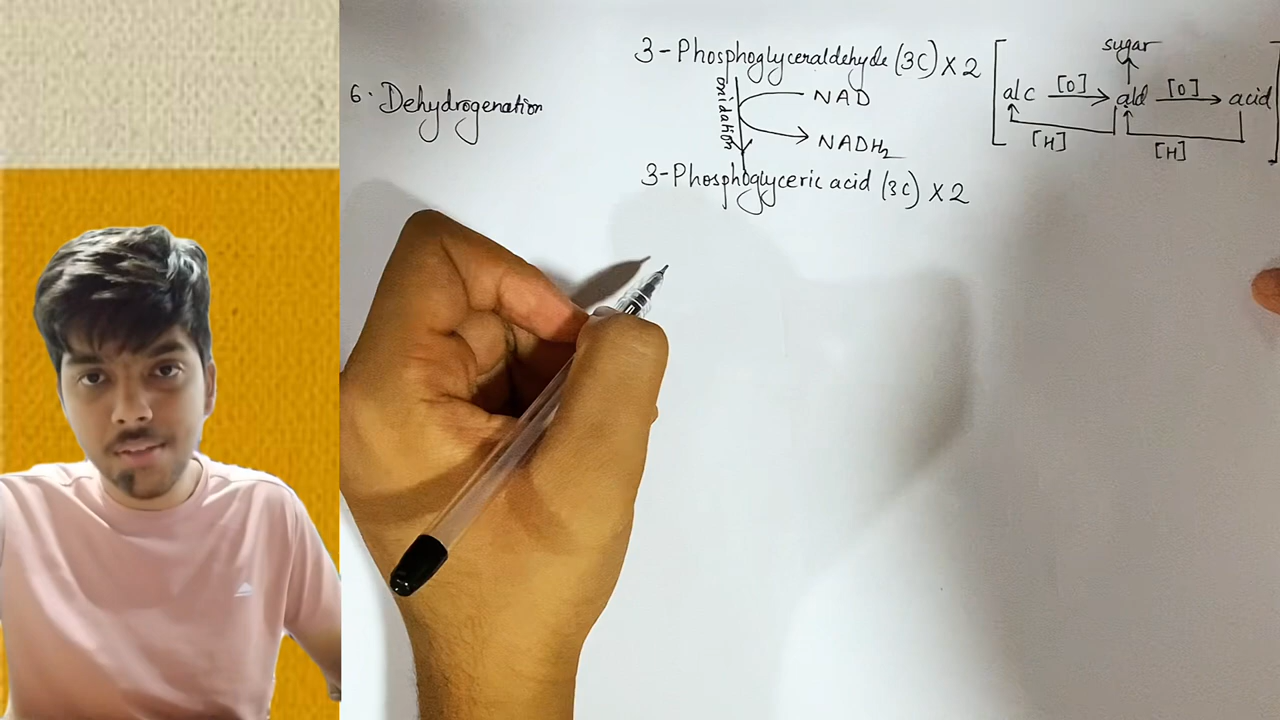 3-Phosphoglyceraldehyde (3C) × 2
6. Dehydrogenation
oxidation
NAD
NADH₂
3-Phosphoglyceric acid (3C) × 2
sugar
alc [O] ald [O] acid
[H] [H]